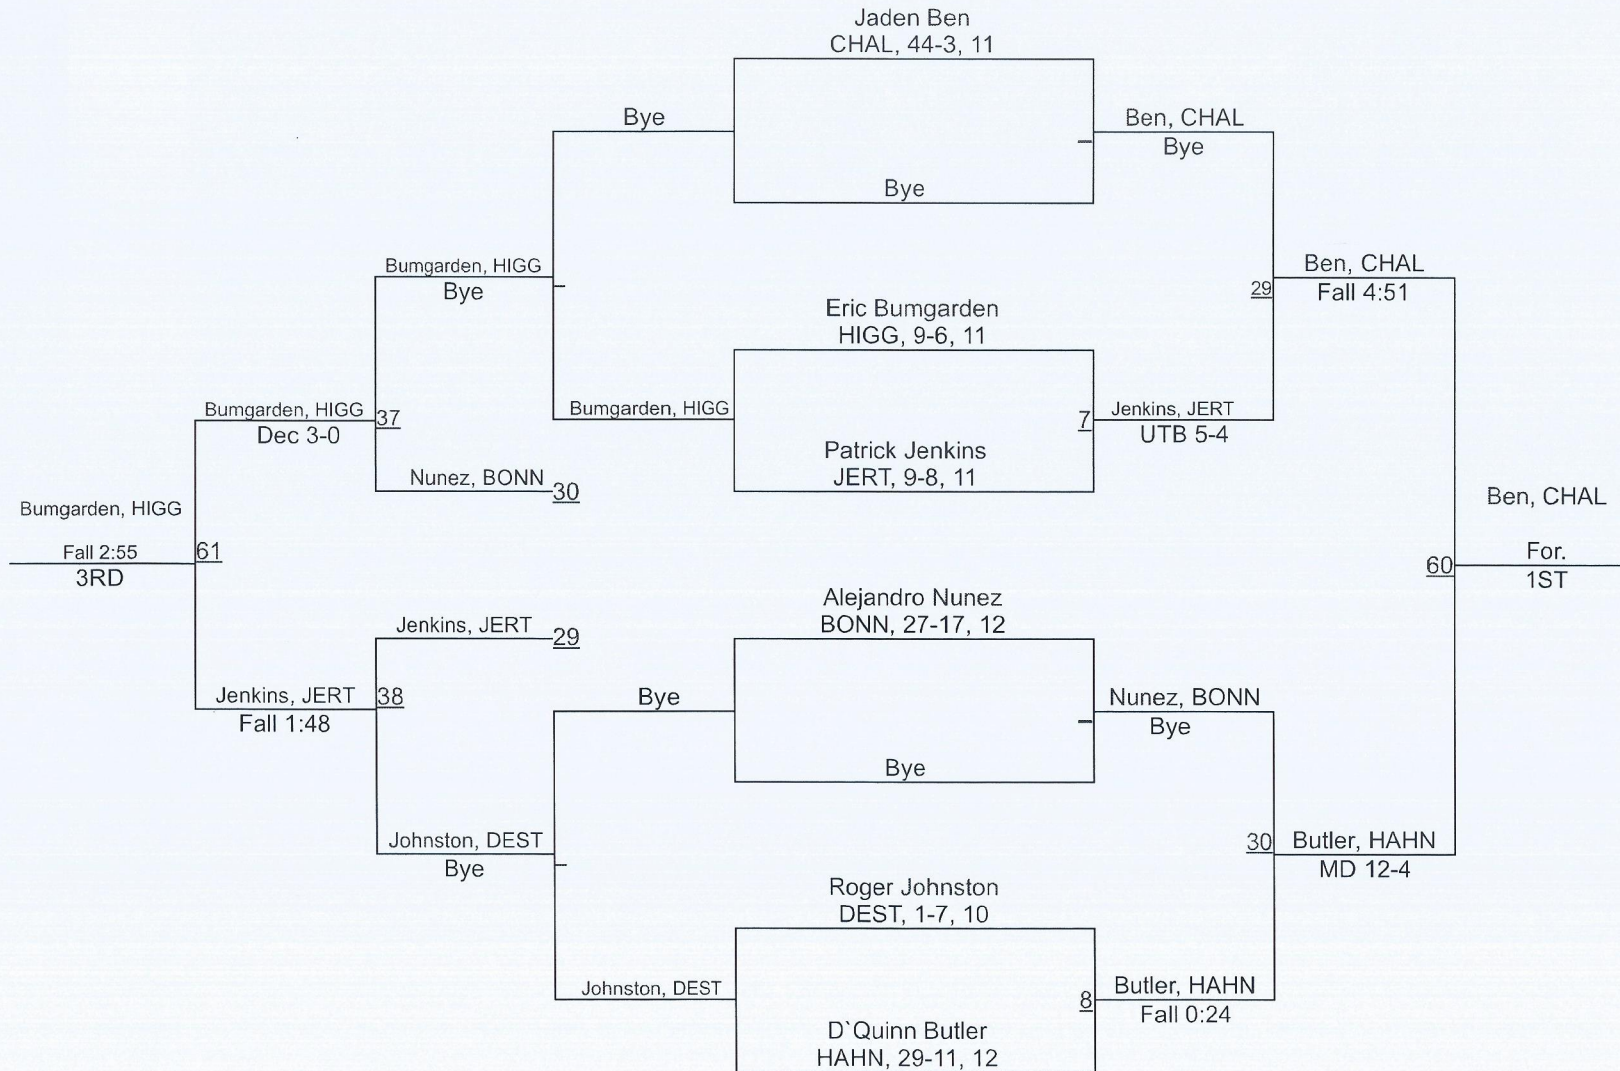 Jaden Ben
CHAL, 44-3, 11
Bye
Ben, CHAL
Bye
Bye
Bumgarden, HIGG
Bye
Ben, CHAL
29
Fall 4:51
Eric Bumgarden
HIGG, 9-6, 11
Bumgarden, HIGG
37
Dec 3-0
Bumgarden, HIGG
7
Jenkins, JERT
UTB 5-4
Patrick Jenkins
JERT, 9-8, 11
Nunez, BONN
30
Bumgarden, HIGG
Ben, CHAL
Fall 2:55
61
3RD
For.
60
1ST
Alejandro Nunez
BONN, 27-17, 12
Jenkins, JERT
29
Jenkins, JERT
38
Fall 1:48
Bye
Nunez, BONN
Bye
Bye
Johnston, DEST
Bye
30
Butler, HAHN
MD 12-4
Roger Johnston
DEST, 1-7, 10
Johnston, DEST
8
Butler, HAHN
Fall 0:24
D`Quinn Butler
HAHN, 29-11, 12